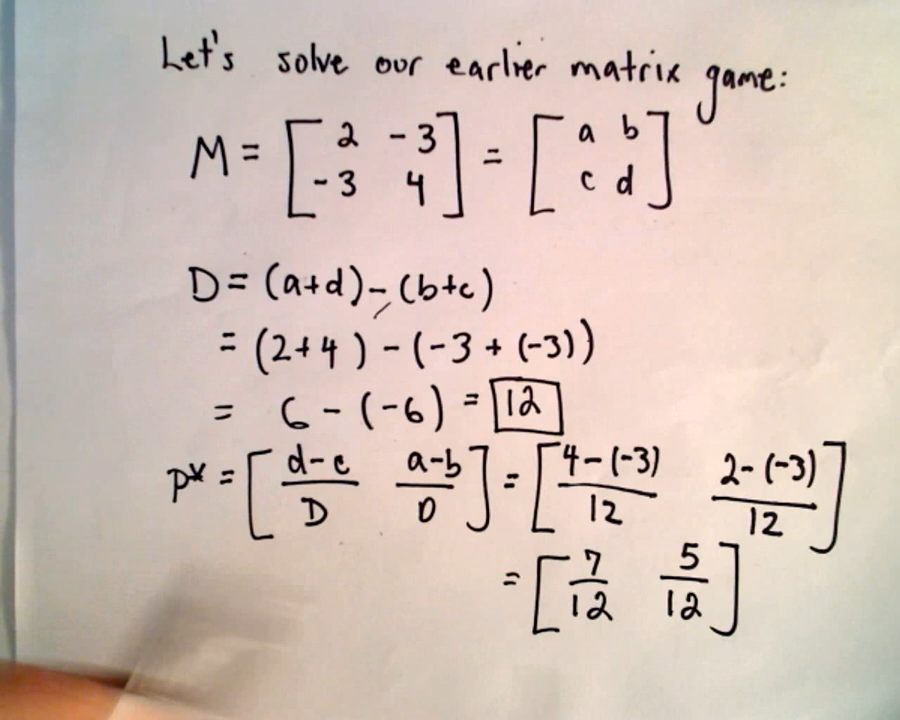 Let's solve our earlier matrix game:
M = [ 2 -3 ] = [ a b ]
[ -3 4 ] [ c d ]
D = (a+d) - (b+c)
= (2+4) - (-3 + (-3))
= 6 - (-6) = 12
P* = [ d-c/D a-b/D ] = [ 4-(-3)/12 2-(-3)/12 ]
= [ 7/12 5/12 ]